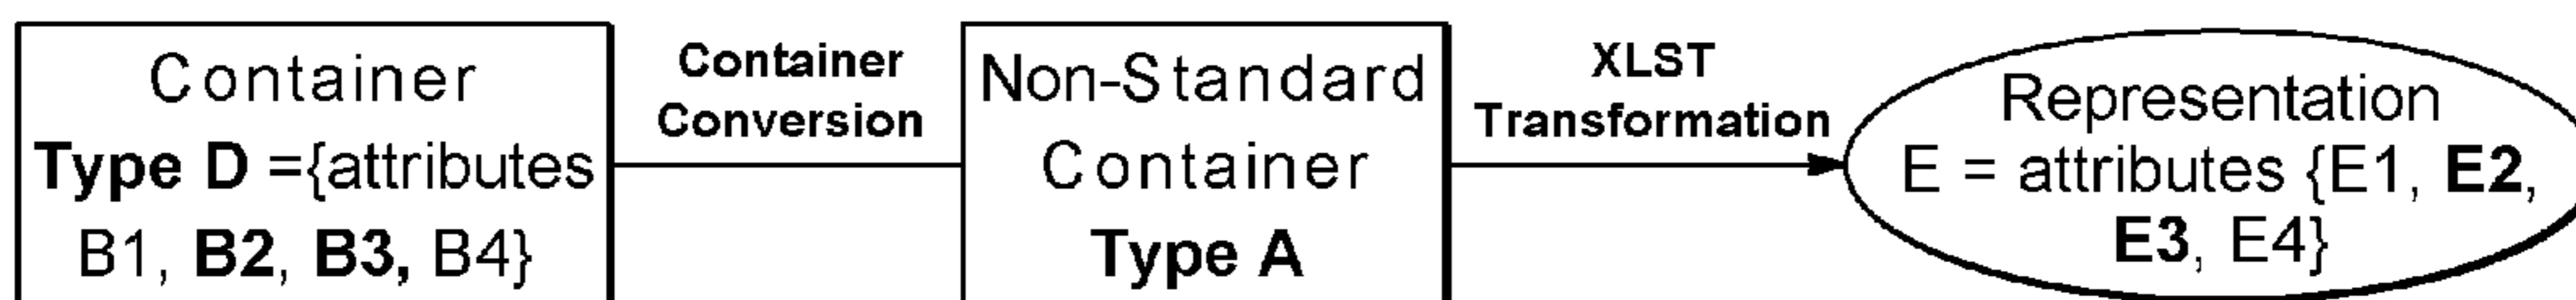 Container
Type D ={attributes
B1, B2, B3, B4}
Container
Conversion
Non-Standard
Container
Type A
XLST
Transformation
Representation
E = attributes {E1, E2,
E3, E4}